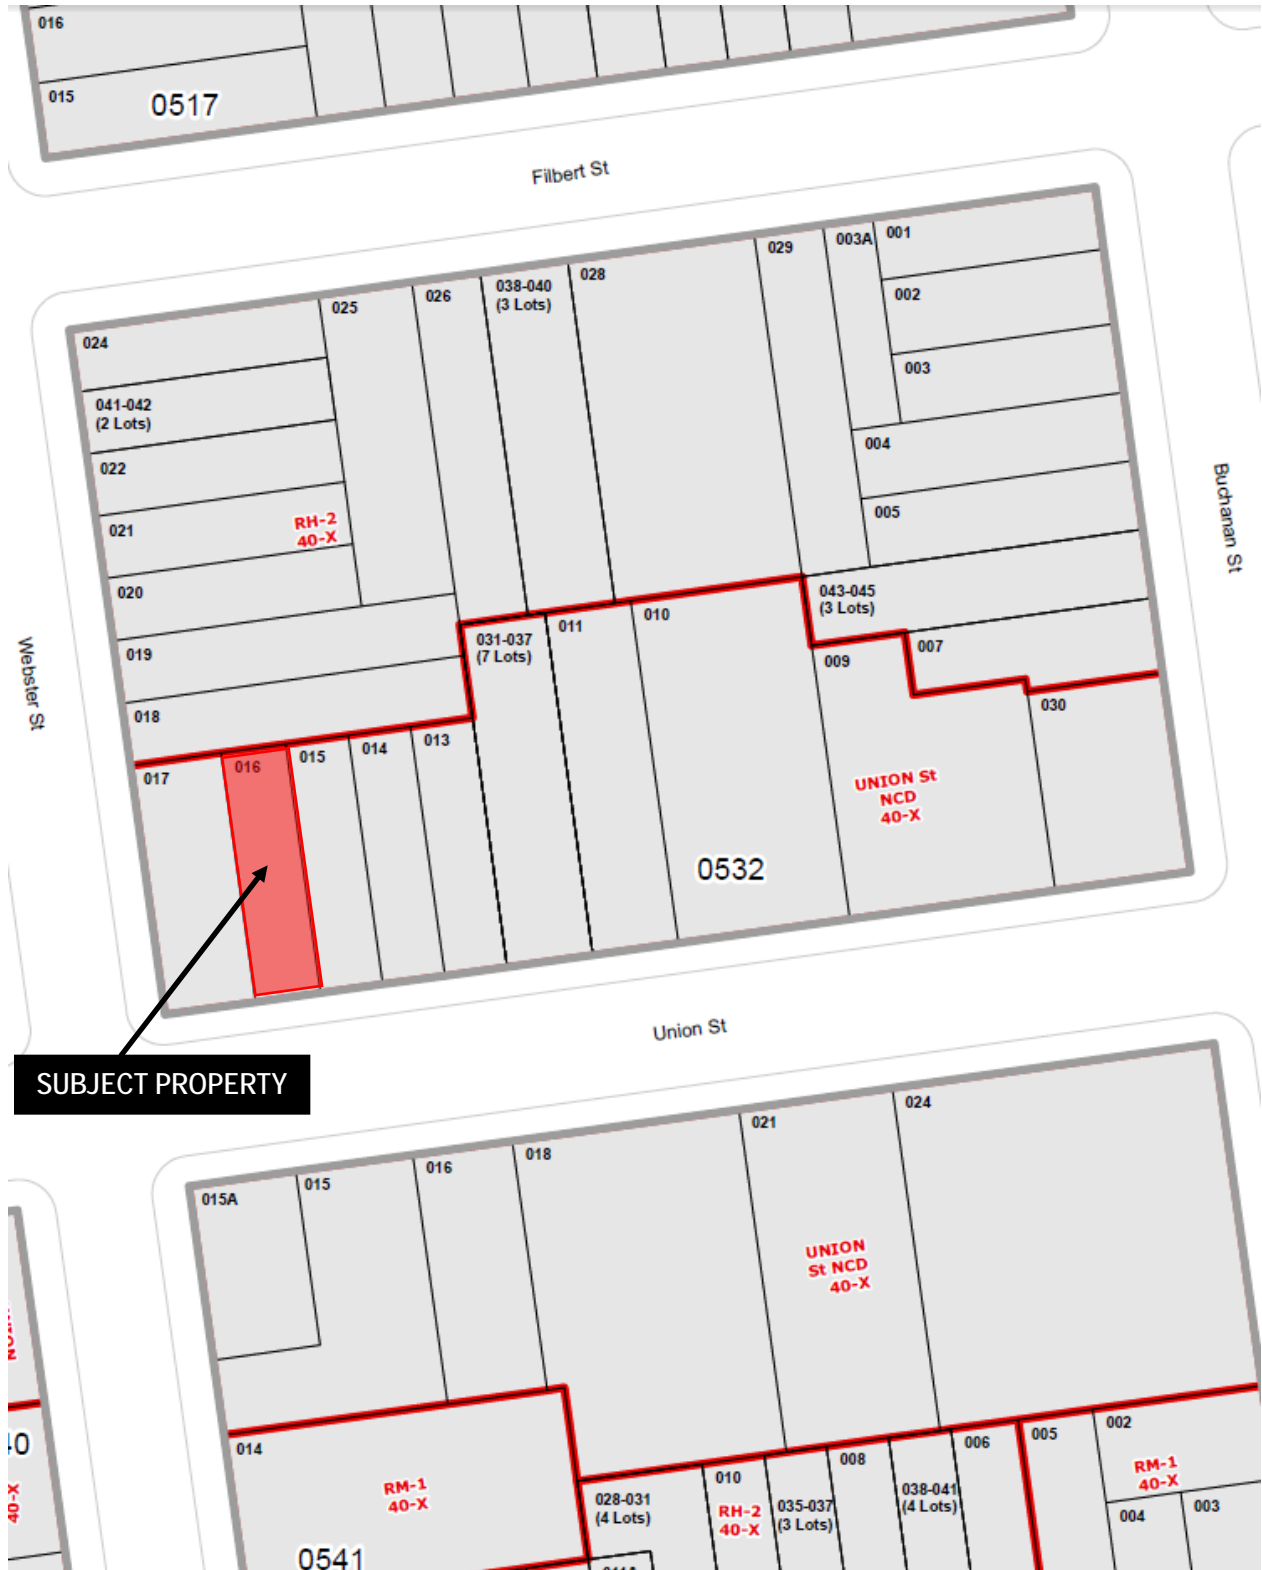 016
015
0517
Filbert St
001
003A
029
028
002
038-040
(3 Lots)
026
025
024
003
041-042
(2 Lots)
004
022
Buchanan St
005
RH-2
40-X
021
020
043-045
(3 Lots)
010
011
031-037
(7 Lots)
007
009
019
Webster St
018
030
013
014
015
016
017
UNION St
NCD
40-X
0532
Union St
SUBJECT PROPERTY
024
021
018
016
015
015A
UNION
St NCD
40-X
002
005
006
008
014
RM-1
40-X
010
RM-1
40-X
038-041
(4 Lots)
028-031
(4 Lots)
035-037
(3 Lots)
RH-2
40-X
003
004
40-X
0541